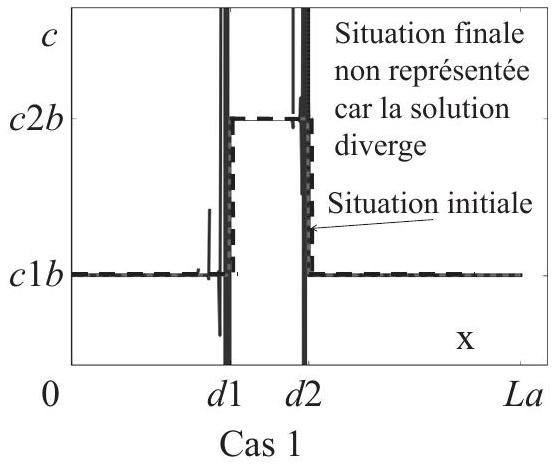 c
Situation finale
non représentée
car la solution
diverge
c2b
Situation initiale
c1b
x
0
d1
d2
La
Cas 1